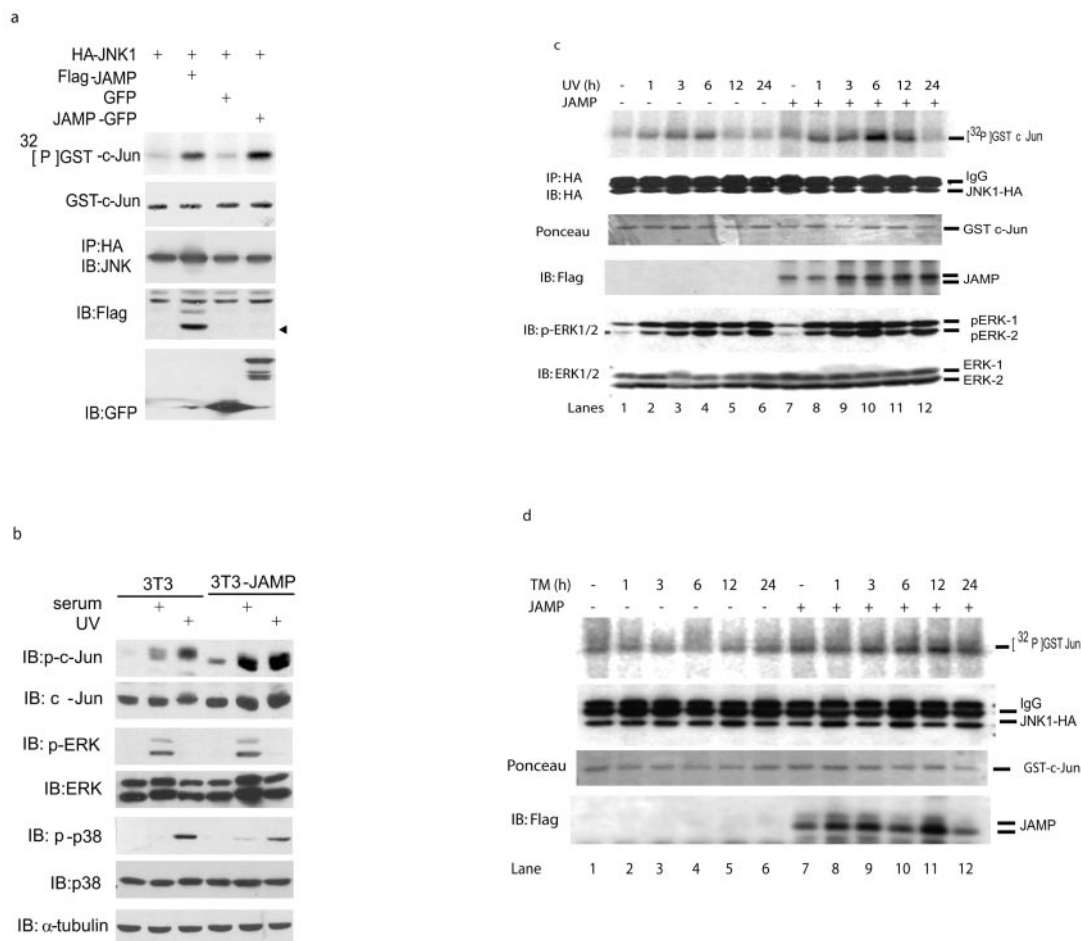 a
HA-JNK1 + + + +
Flag-JAMP +
GFP +
JAMP-GFP +
32
[P]GST-c-Jun
GST-c-Jun
IP:HA
IB:JNK
IB:Flag
IB:GFP
b
3T3 3T3-JAMP
serum + +
UV + +
IB:p-c-Jun
IB: c-Jun
IB: p-ERK
IB:ERK
IB: p-p38
IB:p38
IB: α-tubulin
c
UV (h) - 1 3 6 12 24 - 1 3 6 12 24
JAMP - - - - - - + + + + + +
[32P]GST c Jun
IP:HA IgG
IB:HA JNK1-HA
Ponceau GST c-Jun
IB:Flag JAMP
IB:p-ERK1/2 pERK-1
pERK-2
IB:ERK1/2 ERK-1
ERK-2
Lanes 1 2 3 4 5 6 7 8 9 10 11 12
d
TM (h) - 1 3 6 12 24 - 1 3 6 12 24
JAMP - - - - - - + + + + + +
[32P]GST Jun
IgG
JNK1-HA
Ponceau GST-c-Jun
IB:Flag JAMP
Lane 1 2 3 4 5 6 7 8 9 10 11 12